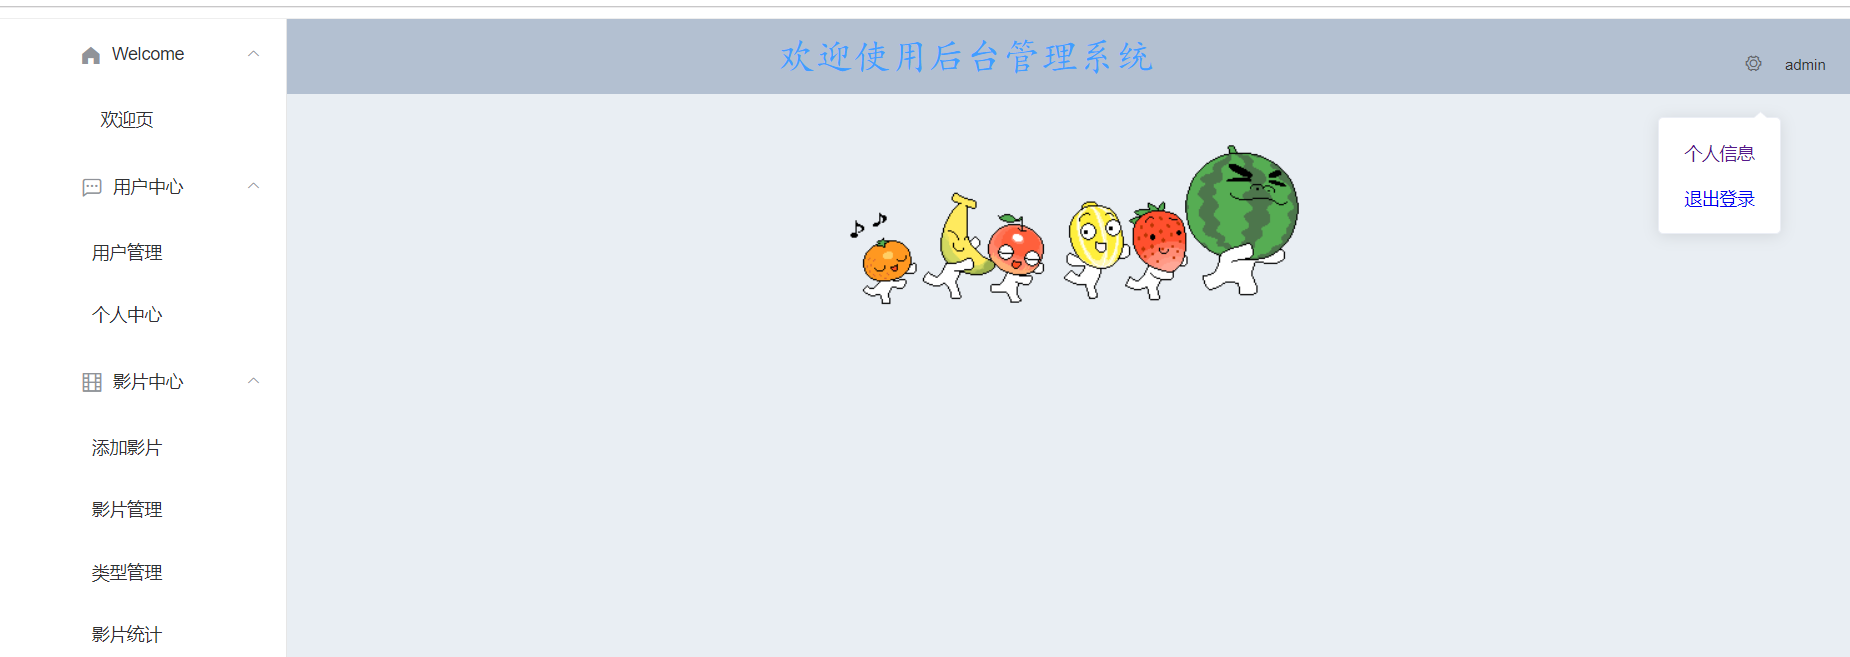 Welcome
欢迎页
用户中心
用户管理
个人中心
影片中心
添加影片
影片管理
类型管理
影片统计
欢迎使用后台管理系统
admin
个人信息
退出登录